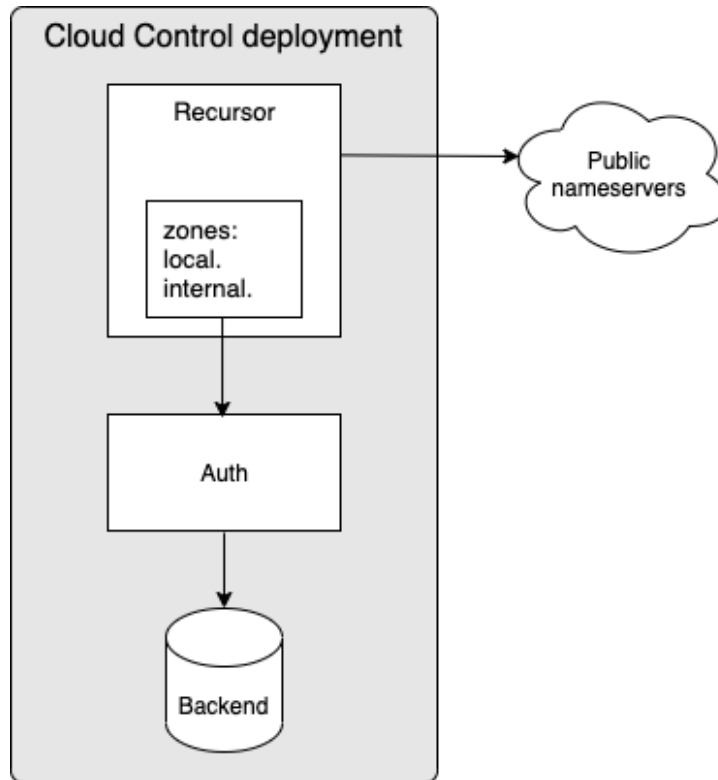 Cloud Control deployment
Recursor
Public
nameservers
zones:
local.
internal.
Auth
Backend